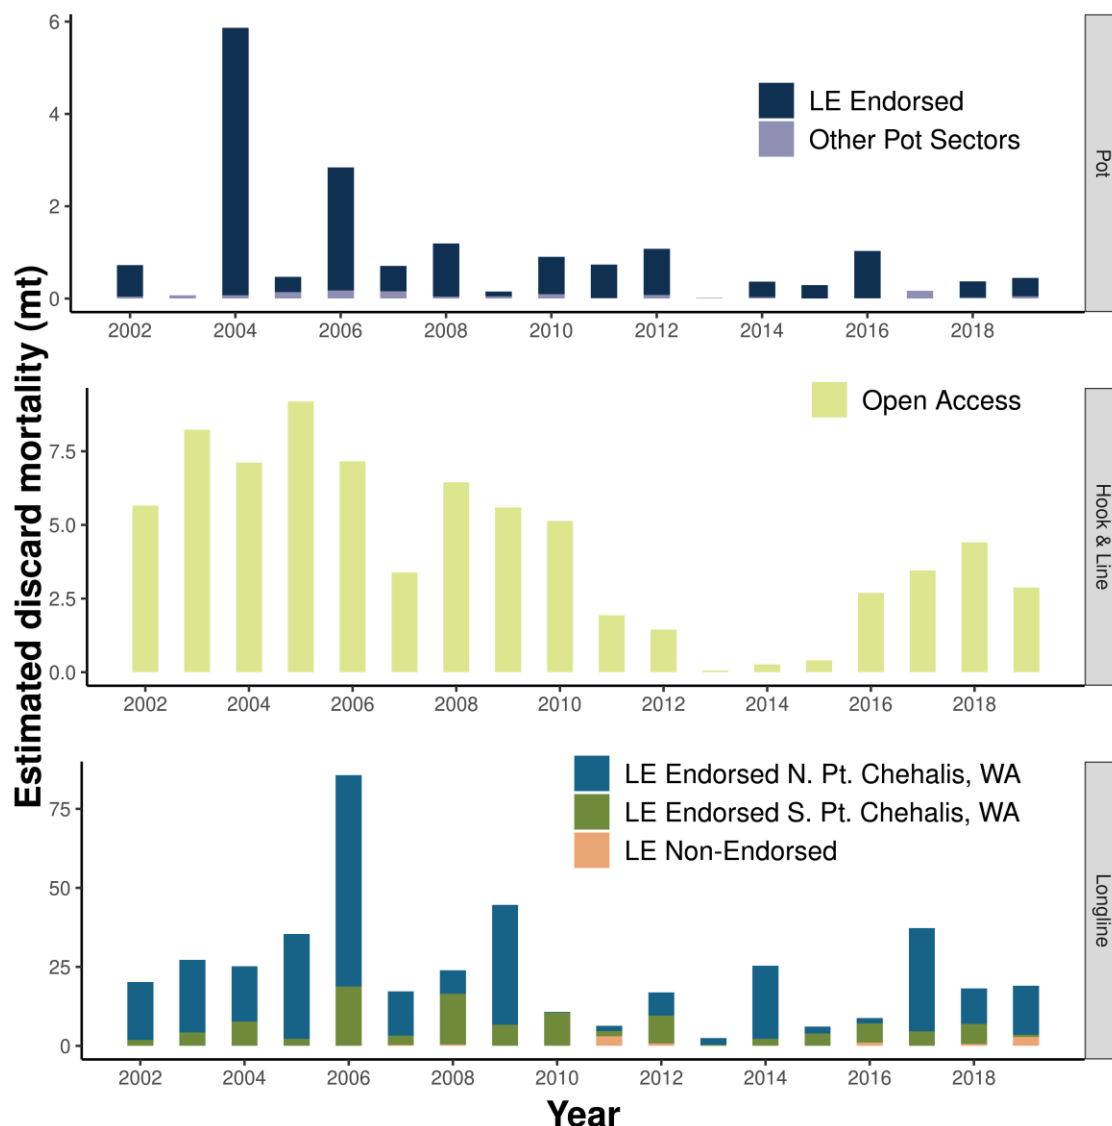 Estimated discard mortality (mt)
6
4
2
0
LE Endorsed
Other Pot Sectors
Pot
2002 2004 2006 2008 2010 2012 2014 2016 2018
7.5
5.0
2.5
0.0
Open Access
Hook & Line
2002 2004 2006 2008 2010 2012 2014 2016 2018
75
50
25
0
LE Endorsed N. Pt. Chehalis, WA
LE Endorsed S. Pt. Chehalis, WA
LE Non-Endorsed
Longline
2002 2004 2006 2008 2010 2012 2014 2016 2018
Year